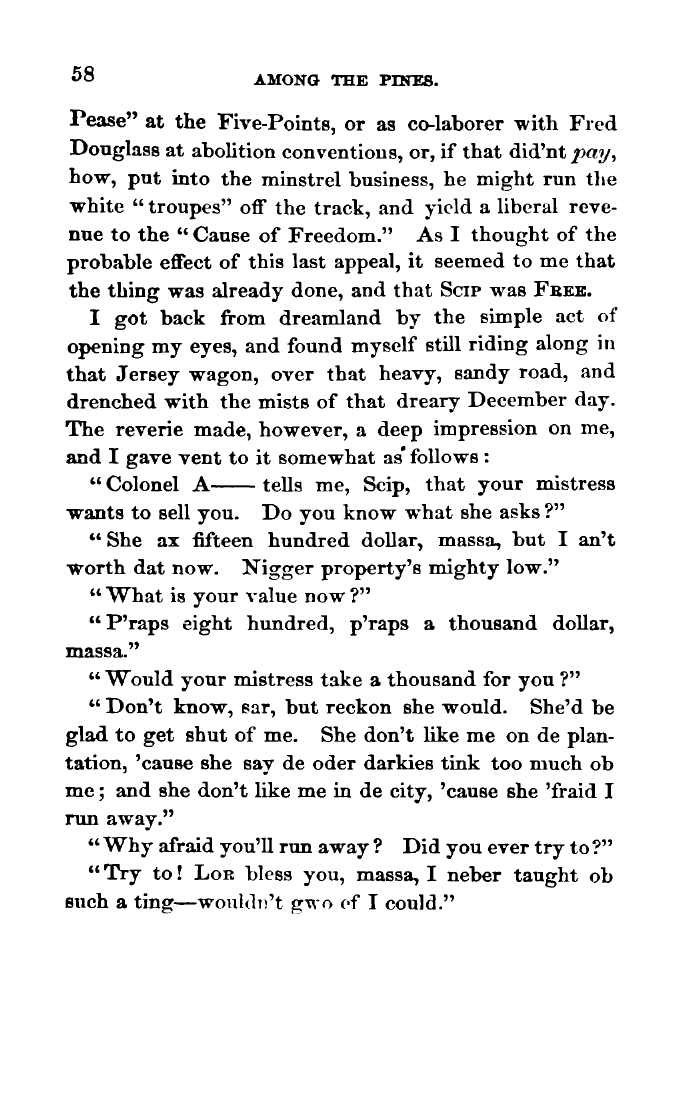 58
AMONG THE PINES.
Pease” at the Five-Points, or as co-laborer with Fred
Douglass at abolition conventions, or, if that did'nt pay,
how, put into the minstrel business, he might run the
white “troupes” off the track, and yield a liberal reve-
nue to the “Cause of Freedom.” As I thought of the
probable effect of this last appeal, it seemed to me that
the thing was already done, and that SCIP was FREE.
I got back from dreamland by the simple act of
opening my eyes, and found myself still riding along in
that Jersey wagon, over that heavy, sandy road, and
drenched with the mists of that dreary December day.
The reverie made, however, a deep impression on me,
and I gave vent to it somewhat as follows:
“Colonel A—— tells me, Scip, that your mistress
wants to sell you. Do you know what she asks?”
“She ax fifteen hundred dollar, massa, but I an't
worth dat now. Nigger property's mighty low.”
“What is your value now?”
“P'raps eight hundred, p'raps a thousand dollar,
massa.”
“Would your mistress take a thousand for you?”
“Don't know, sar, but reckon she would. She'd be
glad to get shut of me. She don't like me on de plan-
tation, 'cause she say de oder darkies tink too much ob
me; and she don't like me in de city, 'cause she 'fraid I
run away.”
“Why afraid you'll run away? Did you ever try to?”
“Try to! LOR bless you, massa, I neber taught ob
such a ting—wouldn't gwo ef I could.”